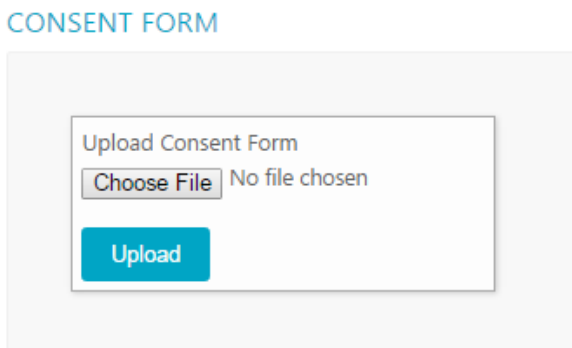 CONSENT FORM
Upload Consent Form
Choose File No file chosen
Upload